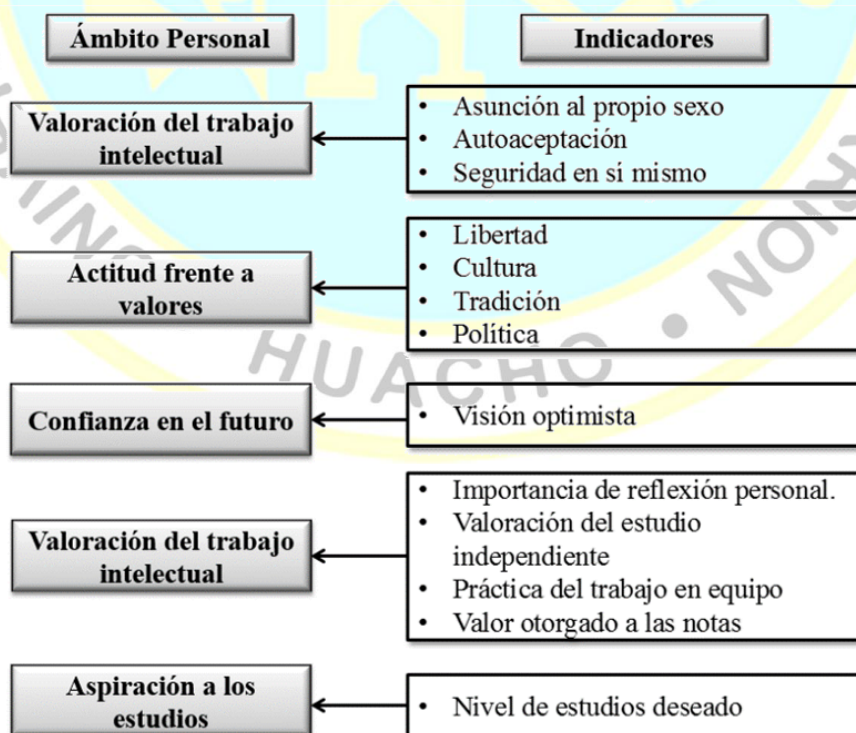 Ámbito Personal
Indicadores
Valoración del trabajo
intelectual
• Asunción al propio sexo
• Autoaceptación
• Seguridad en sí mismo
Actitud frente a
valores
• Libertad
• Cultura
• Tradición
• Política
HUACHO
Confianza en el futuro
• Visión optimista
Valoración del trabajo
intelectual
• Importancia de reflexión personal.
• Valoración del estudio
independiente
• Práctica del trabajo en equipo
• Valor otorgado a las notas
Aspiración a los
estudios
• Nivel de estudios deseado